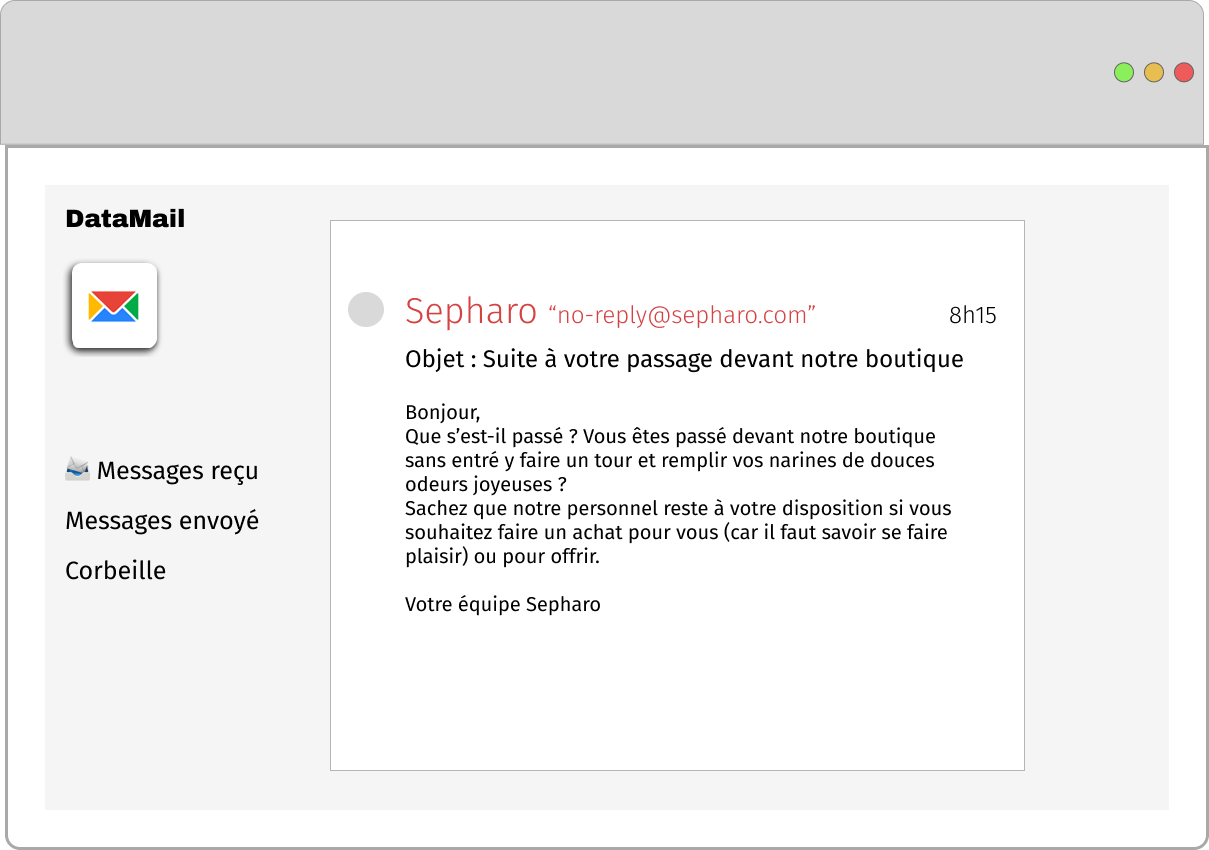 DataMail
Sepharo “no-reply@sepharo.com” 8h15
Objet : Suite à votre passage devant notre boutique
Bonjour,
Que s’est-il passé ? Vous êtes passé devant notre boutique
sans entré y faire un tour et remplir vos narines de douces
odeurs joyeuses ?
Sachez que notre personnel reste à votre disposition si vous
souhaitez faire un achat pour vous (car il faut savoir se faire
plaisir) ou pour offrir.
Votre équipe Sepharo
Messages reçu
Messages envoyé
Corbeille